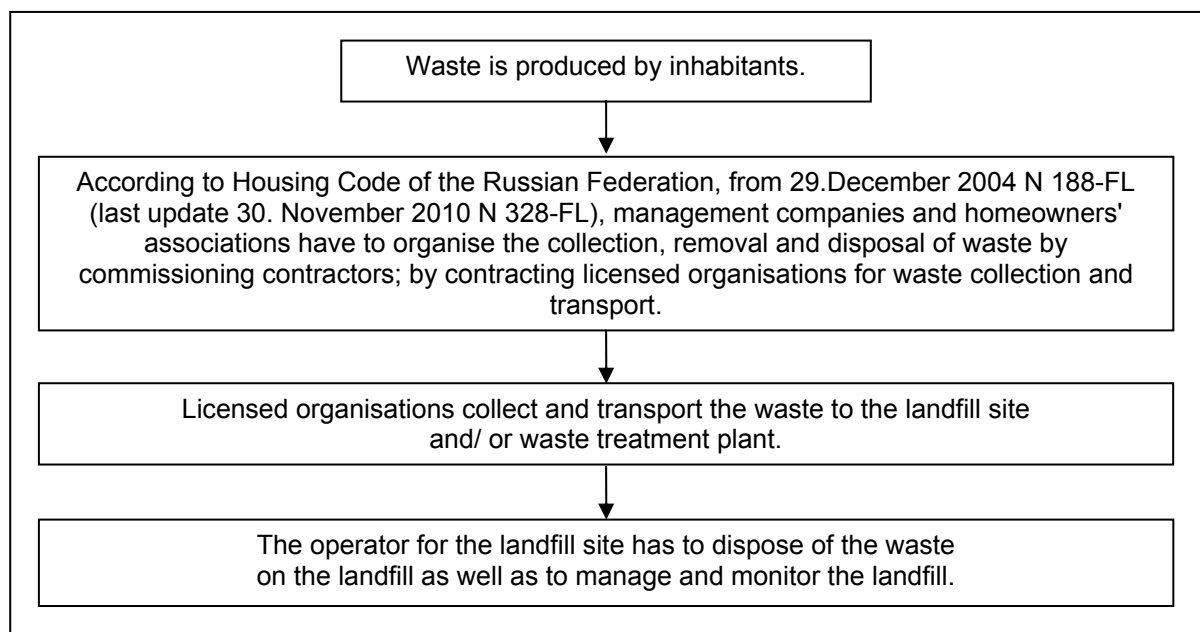 Waste is produced by inhabitants.
According to Housing Code of the Russian Federation, from 29.December 2004 N 188-FL
(last update 30. November 2010 N 328-FL), management companies and homeowners'
associations have to organise the collection, removal and disposal of waste by
commissioning contractors; by contracting licensed organisations for waste collection and
transport.
Licensed organisations collect and transport the waste to the landfill site
and/ or waste treatment plant.
The operator for the landfill site has to dispose of the waste
on the landfill as well as to manage and monitor the landfill.